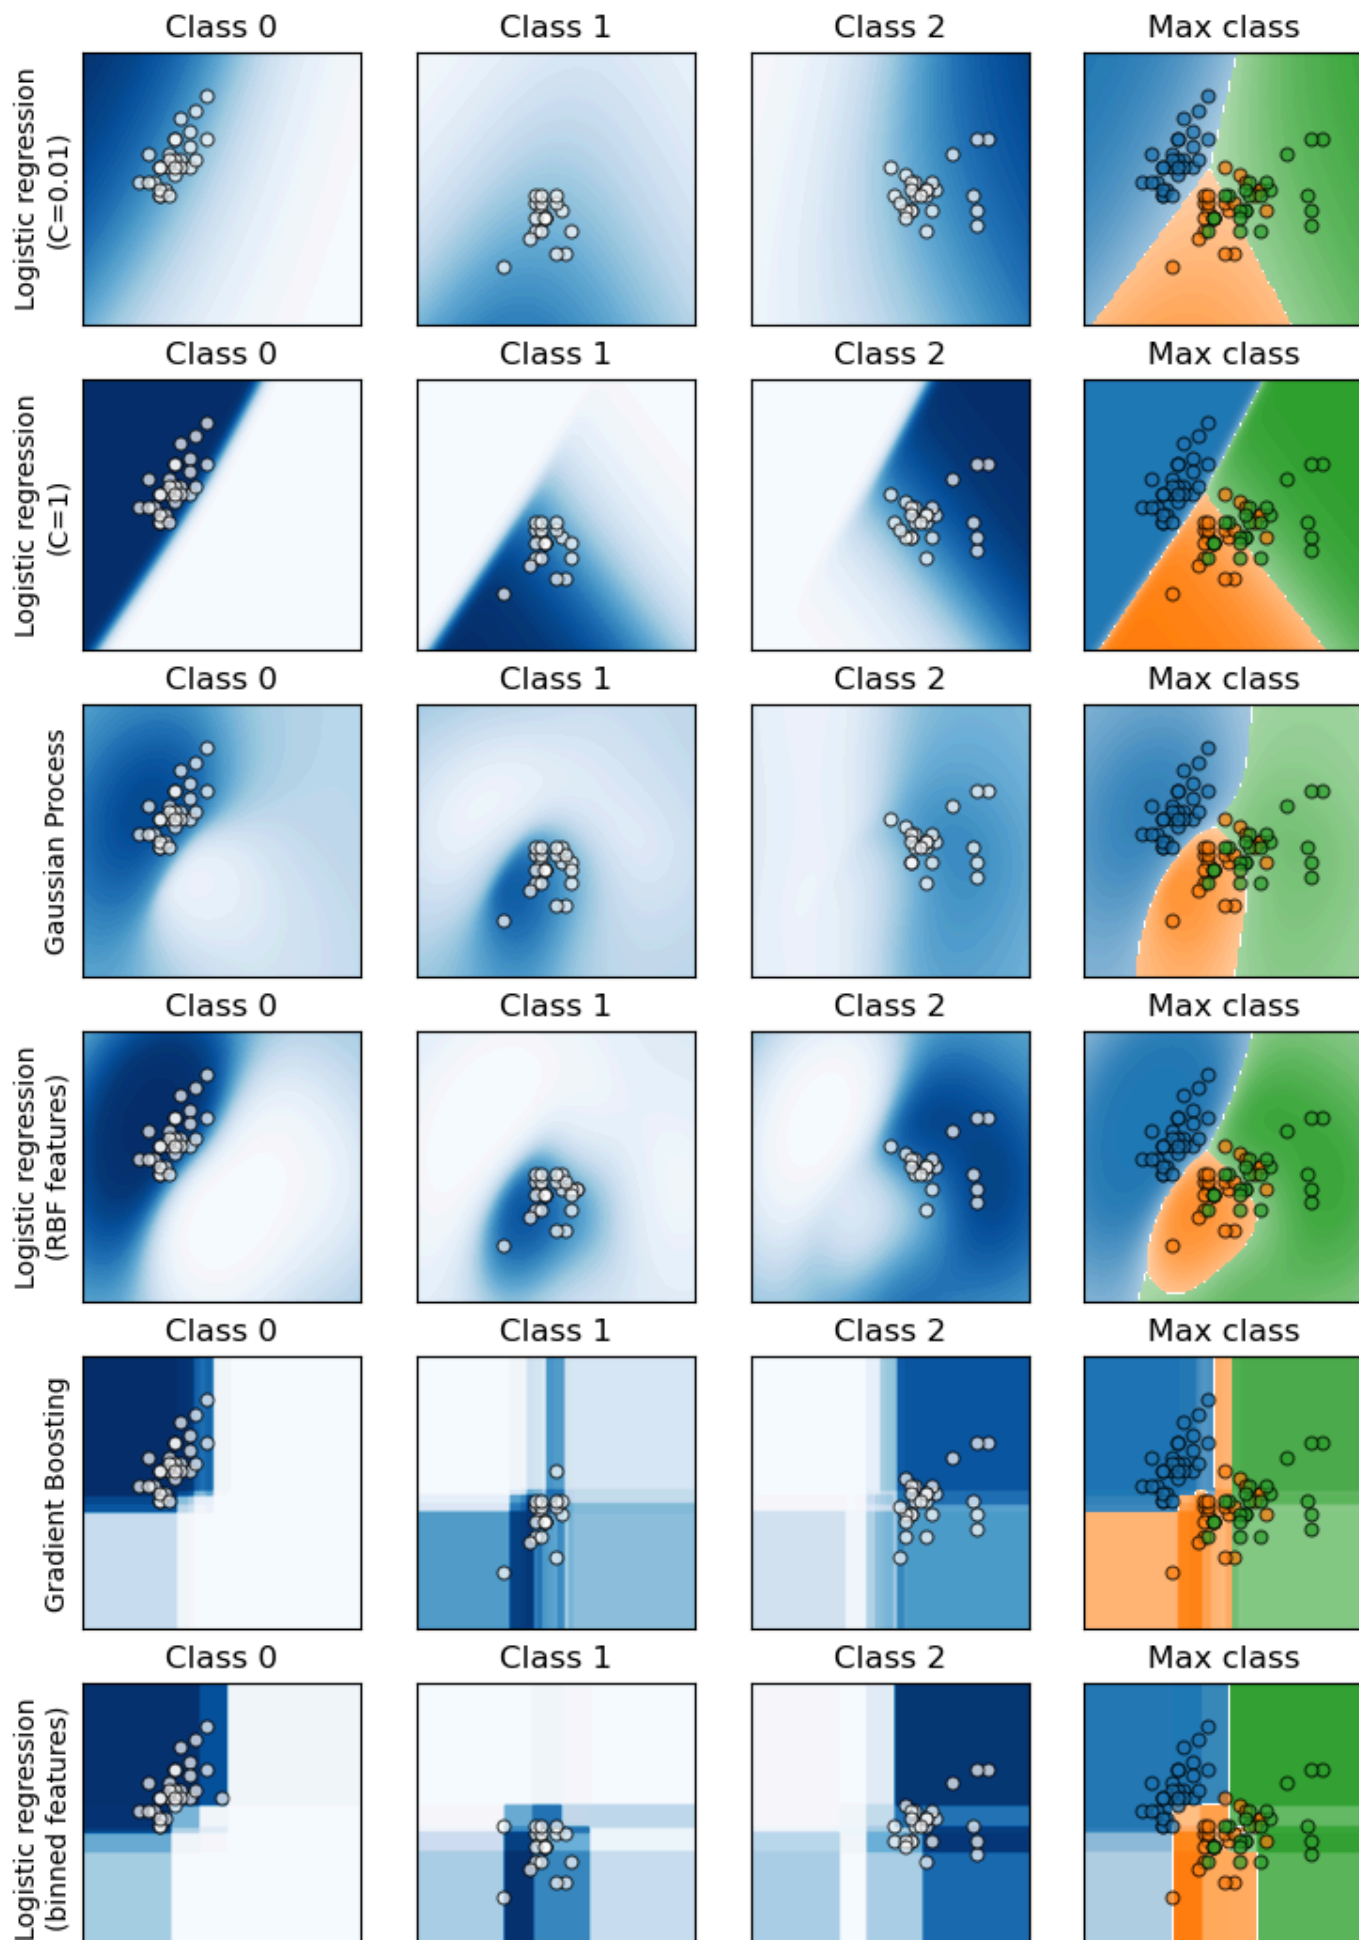 Class 0
Class 1
Class 2
Max class
Logistic regression
(C=0.01)
Class 0
Class 1
Class 2
Max class
Logistic regression
(C=1)
Class 0
Class 1
Class 2
Max class
Gaussian Process
Class 0
Class 1
Class 2
Max class
Logistic regression
(RBF features)
Class 0
Class 1
Class 2
Max class
Gradient Boosting
Class 0
Class 1
Class 2
Max class
Logistic regression
(binned features)